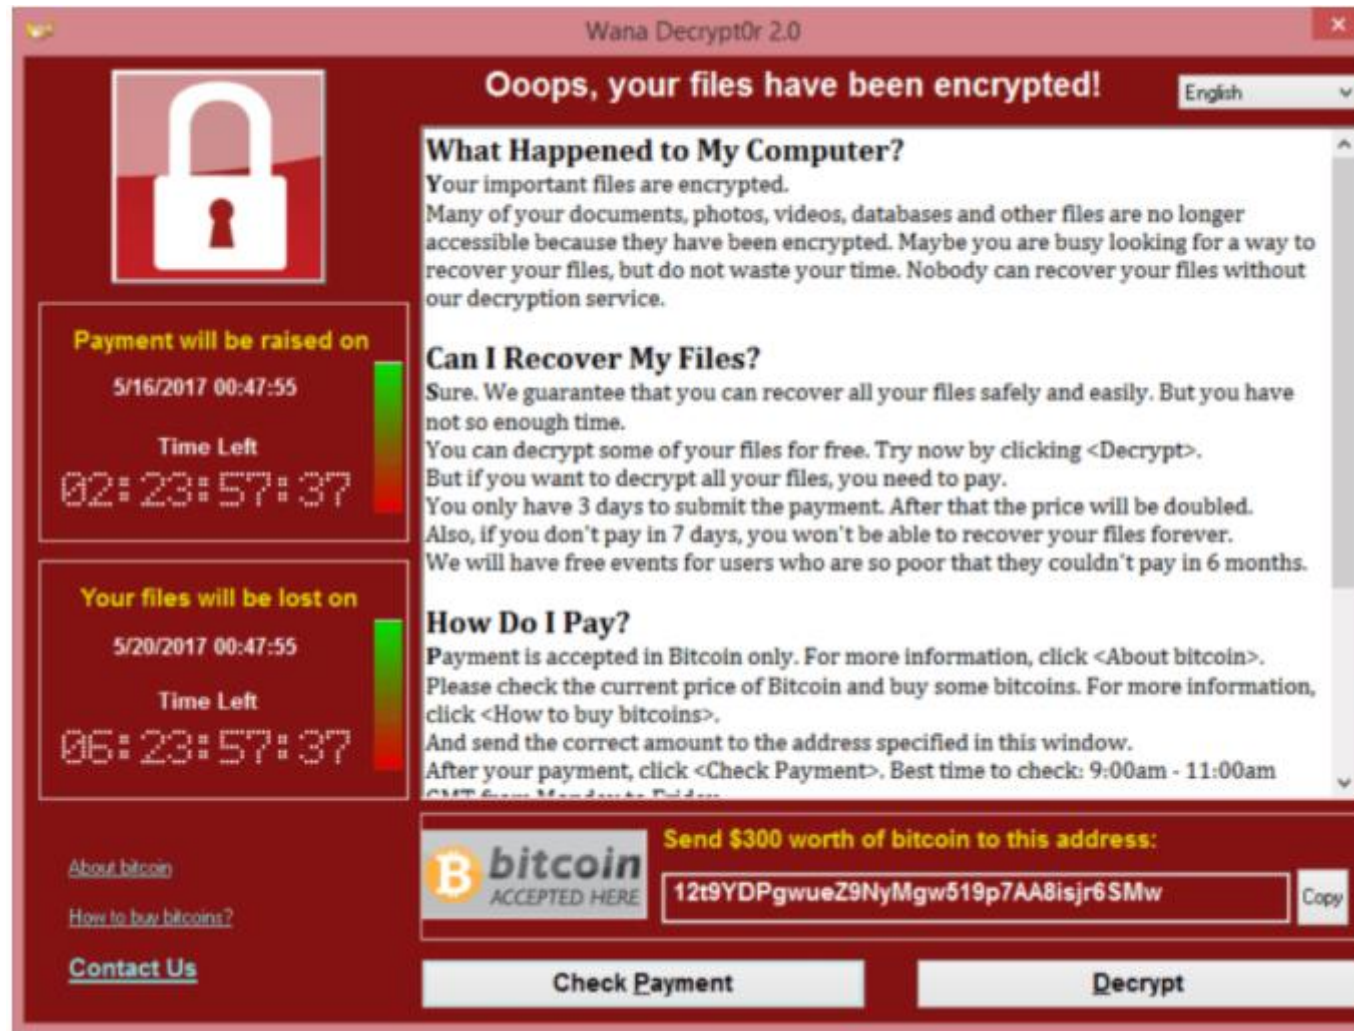 Wana Decrypt0r 2.0
Ooops, your files have been encrypted!
English
What Happened to My Computer?
Your important files are encrypted.
Many of your documents, photos, videos, databases and other files are no longer
accessible because they have been encrypted. Maybe you are busy looking for a way to
recover your files, but do not waste your time. Nobody can recover your files without
our decryption service.
Can I Recover My Files?
Sure. We guarantee that you can recover all your files safely and easily. But you have
not so enough time.
You can decrypt some of your files for free. Try now by clicking <Decrypt>.
But if you want to decrypt all your files, you need to pay.
You only have 3 days to submit the payment. After that the price will be doubled.
Also, if you don't pay in 7 days, you won't be able to recover your files forever.
We will have free events for users who are so poor that they couldn't pay in 6 months.
How Do I Pay?
Payment is accepted in Bitcoin only. For more information, click <About bitcoin>.
Please check the current price of Bitcoin and buy some bitcoins. For more information,
click <How to buy bitcoins>.
And send the correct amount to the address specified in this window.
After your payment, click <Check Payment>. Best time to check: 9:00am - 11:00am
GMT from Monday to Friday
Payment will be raised on
5/16/2017 00:47:55
Time Left
02:23:57:37
Your files will be lost on
5/20/2017 00:47:55
Time Left
06:23:57:37
About bitcoin
How to buy bitcoins?
Contact Us
bitcoin
ACCEPTED HERE
Send $300 worth of bitcoin to this address:
12t9YDPgwueZ9NyMgw519p7AA8isjr6SMw
Copy
Check Payment
Decrypt